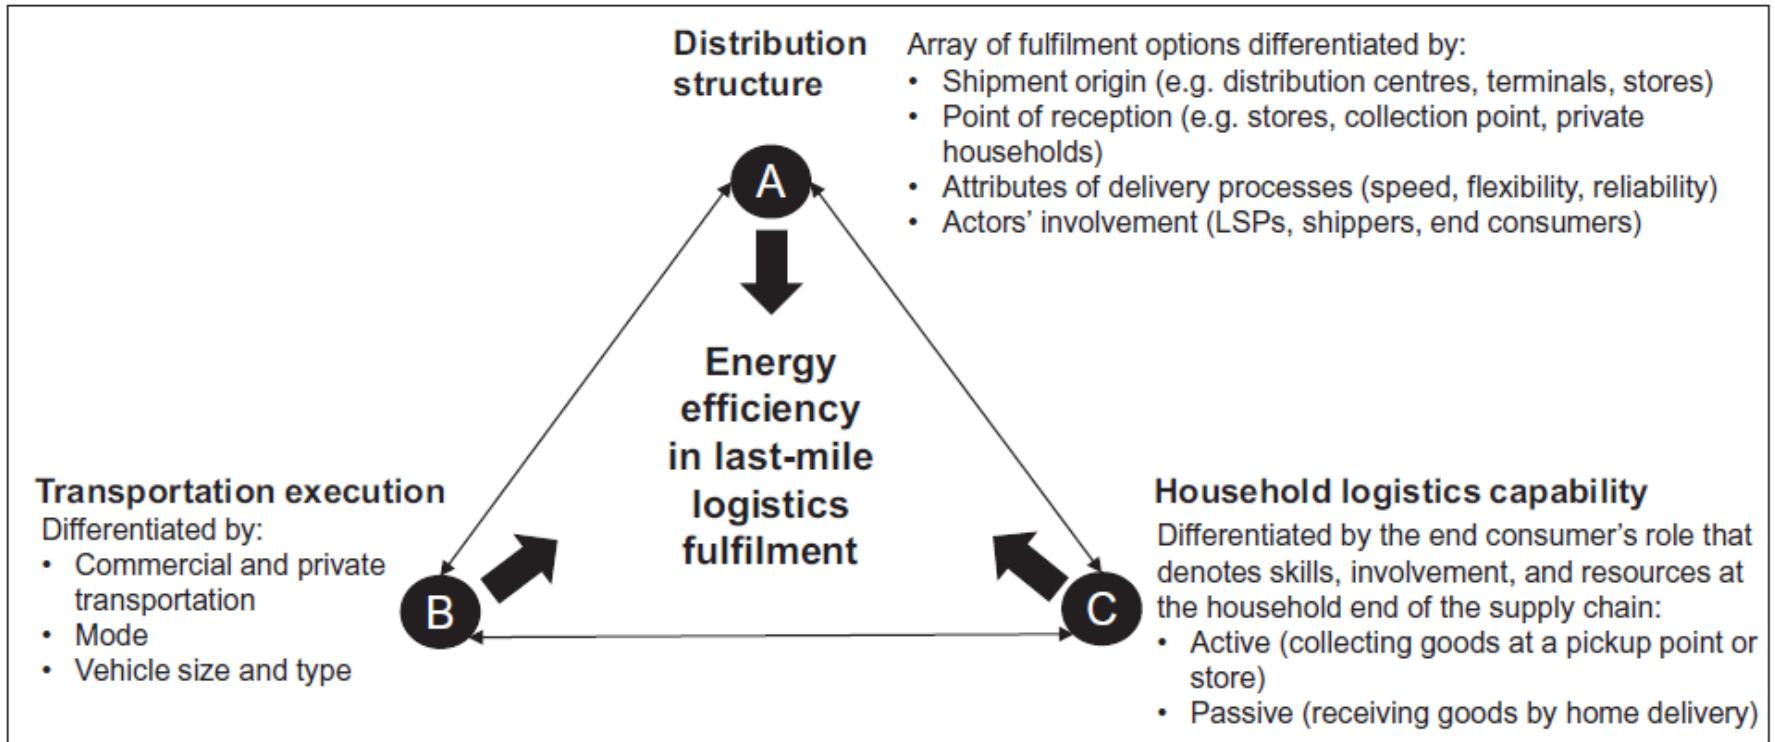 Distribution
structure
Array of fulfilment options differentiated by:
• Shipment origin (e.g. distribution centres, terminals, stores)
• Point of reception (e.g. stores, collection point, private
households)
• Attributes of delivery processes (speed, flexibility, reliability)
• Actors’ involvement (LSPs, shippers, end consumers)
A
Energy
efficiency
in last-mile
logistics
fulfilment
Transportation execution
Differentiated by:
• Commercial and private
transportation
• Mode
• Vehicle size and type
B
C
Household logistics capability
Differentiated by the end consumer’s role that
denotes skills, involvement, and resources at
the household end of the supply chain:
• Active (collecting goods at a pickup point or
store)
• Passive (receiving goods by home delivery)